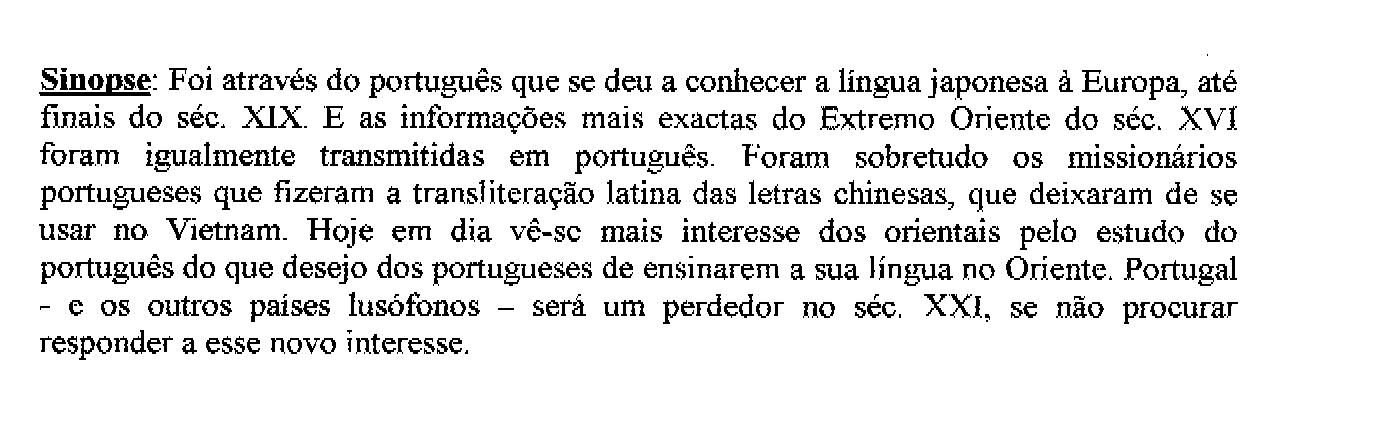 Sinopse: Foi através do português que se deu a conhecer a língua japonesa à Europa, até
finais do séc. XIX. E as informações mais exactas do Extremo Oriente do séc. XVI
foram igualmente transmitidas em português. Foram sobretudo os missionários
portugueses que fizeram a transliteração latina das letras chinesas, que deixaram de se
usar no Vietnam. Hoje em dia vê-se mais interesse dos orientais pelo estudo do
português do que desejo dos portugueses de ensinarem a sua língua no Oriente. Portugal
- e os outros países lusófonos – será um perdedor no séc. XXI, se não procurar
responder a esse novo interesse.